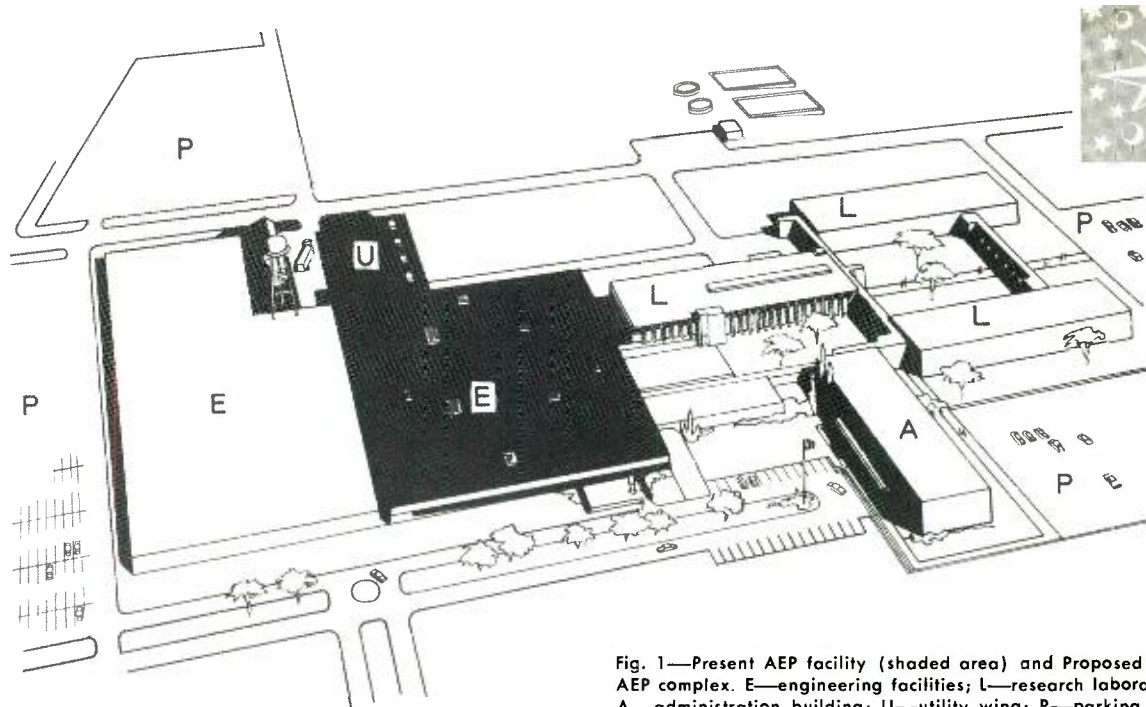 P
L
P
U
L
L
P
E
E
A
P
Fig. 1—Present AEP facility (shaded area) and Proposed
AEP complex. E—engineering facilities; L—research
A—administration building; U—utility wing; P—parking